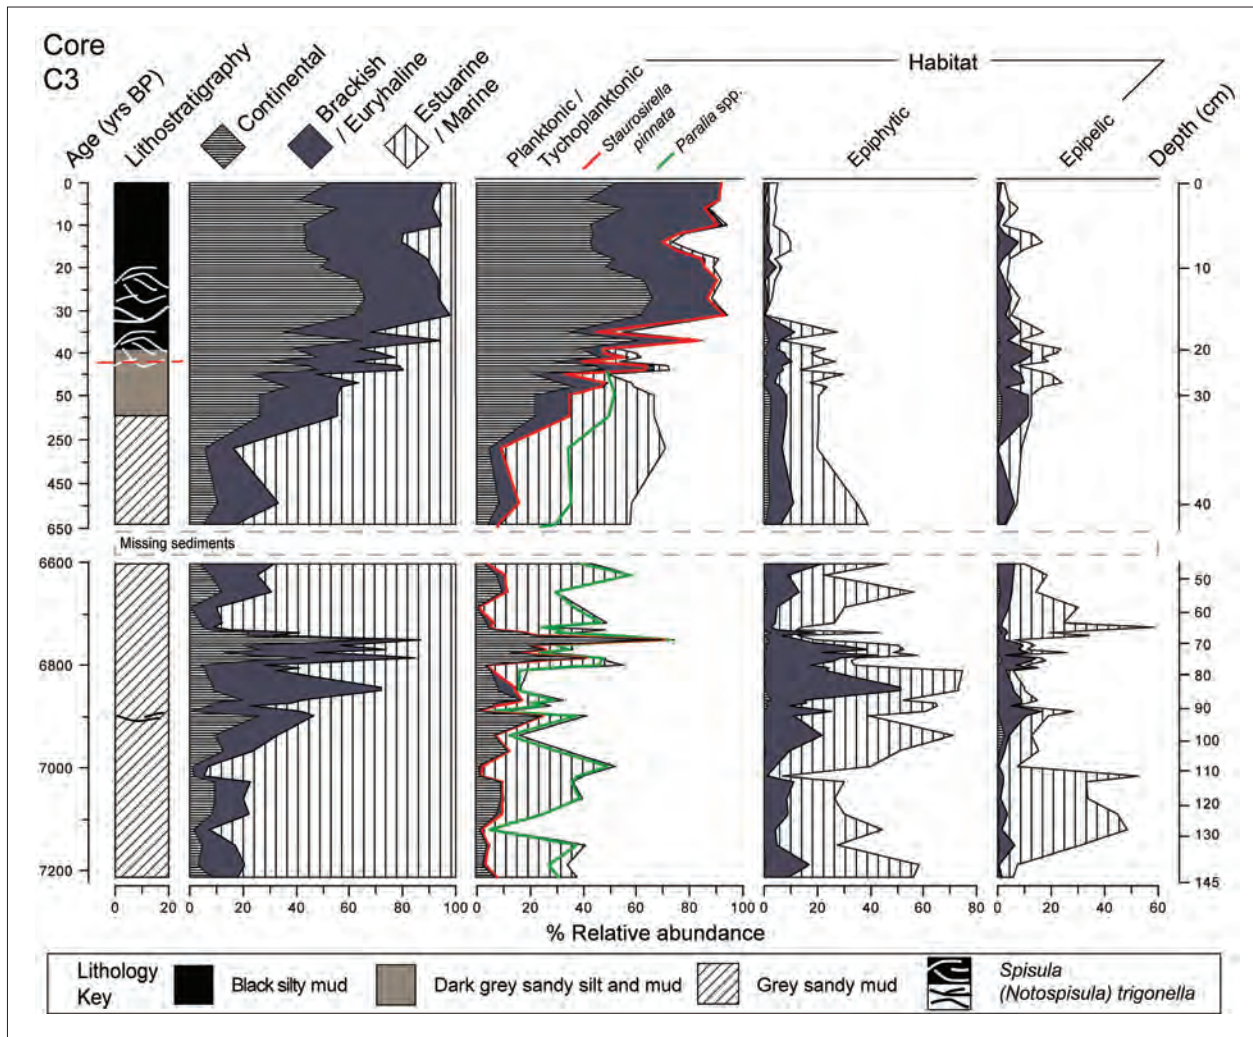 Core
C3
Age (yrs BP)
Lithostratigraphy
Continental
Brackish
/ Euryhaline
Estuarine
/ Marine
Planktonic /
Tychoplanktonic
Staurosirella
pinnata
Paralia spp.
Habitat
Epiphytic
Epipelic
Depth (cm)
0
10
20
30
40
50
250
450
650
0
10
20
30
40
Missing sediments
6600
6800
7000
7200
50
60
70
80
90
100
110
120
130
145
0 20
0 20 40 60 80 100
0 20 40 60 80 100
0 20 40 60 80
0 20 40 60
% Relative abundance
Lithology
Key
Black silty mud
Dark grey sandy silt and mud
Grey sandy mud
Spisula
(Notospisula) trigonella